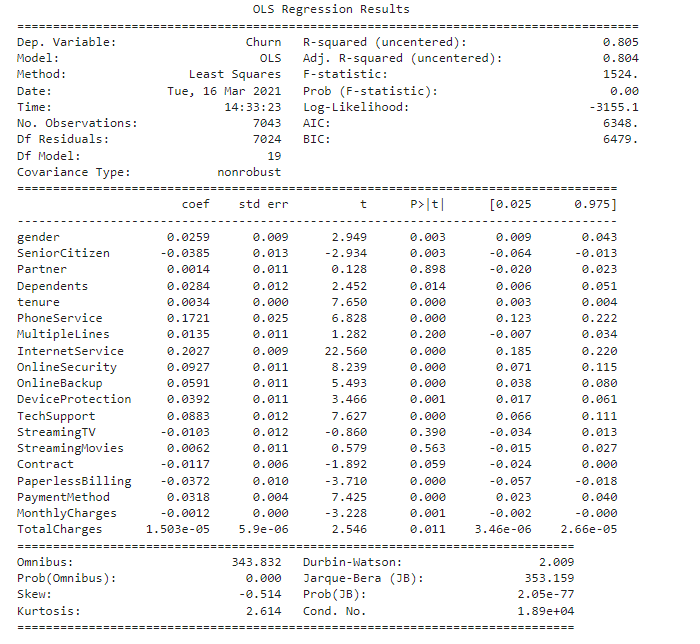 OLS Regression Results
==============================================================================
Dep. Variable: Churn R-squared (uncentered): 0.805
Model: OLS Adj. R-squared (uncentered): 0.804
Method: Least Squares F-statistic: 1524.
Date: Tue, 16 Mar 2021 Prob (F-statistic): 0.00
Time: 14:33:23 Log-Likelihood: -3155.1
No. Observations: 7043 AIC: 6348.
Df Residuals: 7024 BIC: 6479.
Df Model: 19
Covariance Type: nonrobust
==============================================================================
coef std err t P>|t| [0.025 0.975]
------------------------------------------------------------------------------
gender 0.0259 0.009 2.949 0.003 0.009 0.043
SeniorCitizen -0.0385 0.013 -2.934 0.003 -0.064 -0.013
Partner 0.0014 0.011 0.128 0.898 -0.020 0.023
Dependents 0.0284 0.012 2.452 0.014 0.006 0.051
tenure 0.0034 0.000 7.650 0.000 0.003 0.004
PhoneService 0.1721 0.025 6.828 0.000 0.123 0.222
MultipleLines 0.0135 0.011 1.282 0.200 -0.007 0.034
InternetService 0.2027 0.009 22.560 0.000 0.185 0.220
OnlineSecurity 0.0927 0.011 8.239 0.000 0.071 0.115
OnlineBackup 0.0591 0.011 5.493 0.000 0.038 0.080
DeviceProtection 0.0392 0.011 3.466 0.001 0.017 0.061
TechSupport 0.0883 0.012 7.627 0.000 0.066 0.111
StreamingTV -0.0103 0.012 -0.860 0.390 -0.034 0.013
StreamingMovies 0.0062 0.011 0.579 0.563 -0.015 0.027
Contract -0.0117 0.006 -1.892 0.059 -0.024 0.000
PaperlessBilling -0.0372 0.010 -3.710 0.000 -0.057 -0.018
PaymentMethod 0.0318 0.004 7.425 0.000 0.023 0.040
MonthlyCharges -0.0012 0.000 -3.228 0.001 -0.002 -0.000
TotalCharges 1.503e-05 5.9e-06 2.546 0.011 3.46e-06 2.66e-05
==============================================================================
Omnibus: 343.832 Durbin-Watson: 2.009
Prob(Omnibus): 0.000 Jarque-Bera (JB): 353.159
Skew: -0.514 Prob(JB): 2.05e-77
Kurtosis: 2.614 Cond. No. 1.89e+04
==============================================================================